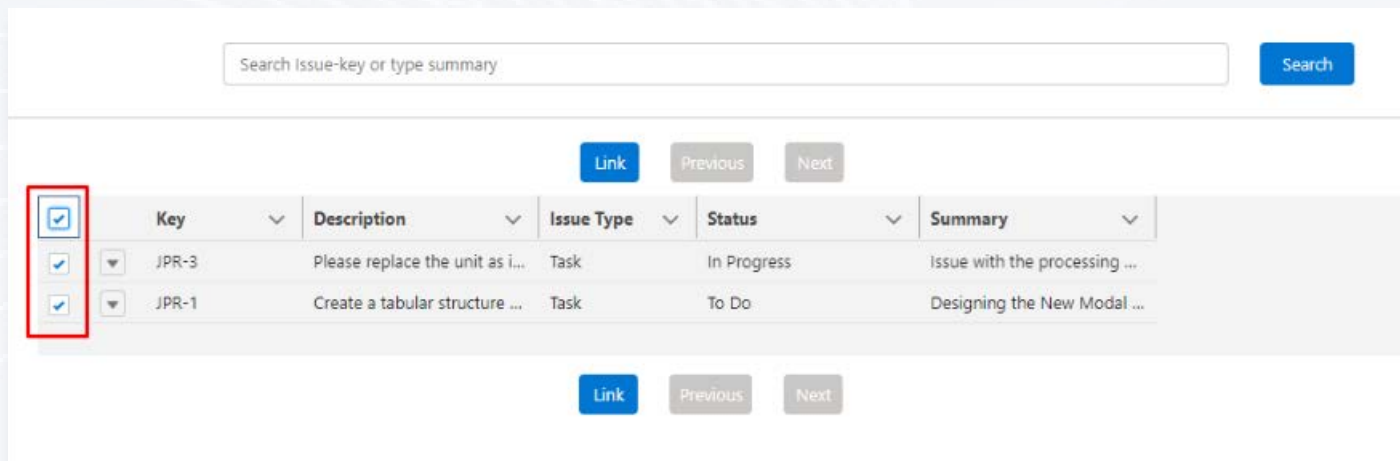 Search Issue-key or type summary Search
Link Previous Next
Key Description Issue Type Status Summary
JPR-3 Please replace the unit as i... Task In Progress Issue with the processing ...
JPR-1 Create a tabular structure ... Task To Do Designing the New Modal ...
Link Previous Next